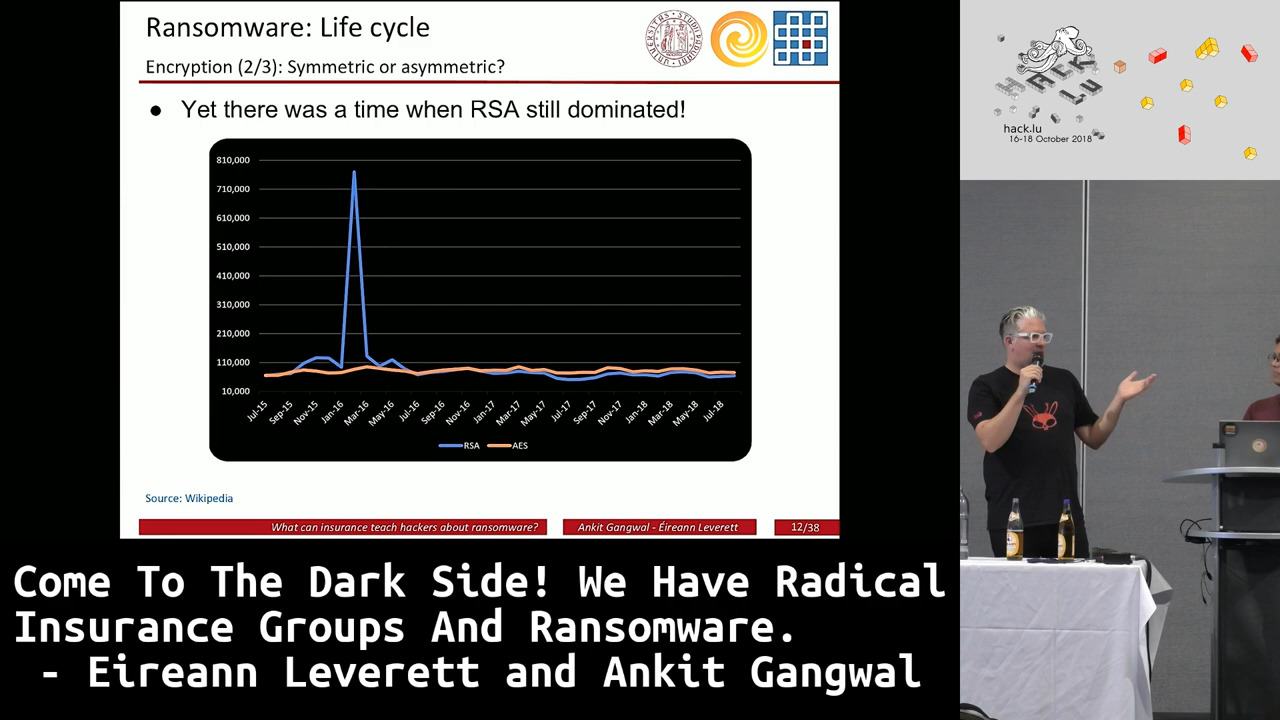 Ransomware: Life cycle
Encryption (2/3): Symmetric or asymmetric?
● Yet there was a time when RSA still dominated!
810,000
710,000
610,000
510,000
410,000
310,000
210,000
110,000
10,000
Jul-15 Sep-15 Nov-15 Jan-16 Mar-16 May-16 Jul-16 Sep-16 Nov-16 Jan-17 Mar-17 May-17 Jul-17 Sep-17 Nov-17 Jan-18 Mar-18 May-18 Jul-18
RSA AES
Source: Wikipedia
What can insurance teach hackers about ransomware? Ankit Gangwal - Éireann Leverett 12/38
HACK
LU
hack.lu
16-18 October 2018
Come To The Dark Side! We Have Radical
Insurance Groups And Ransomware.
- Eireann Leverett and Ankit Gangwal